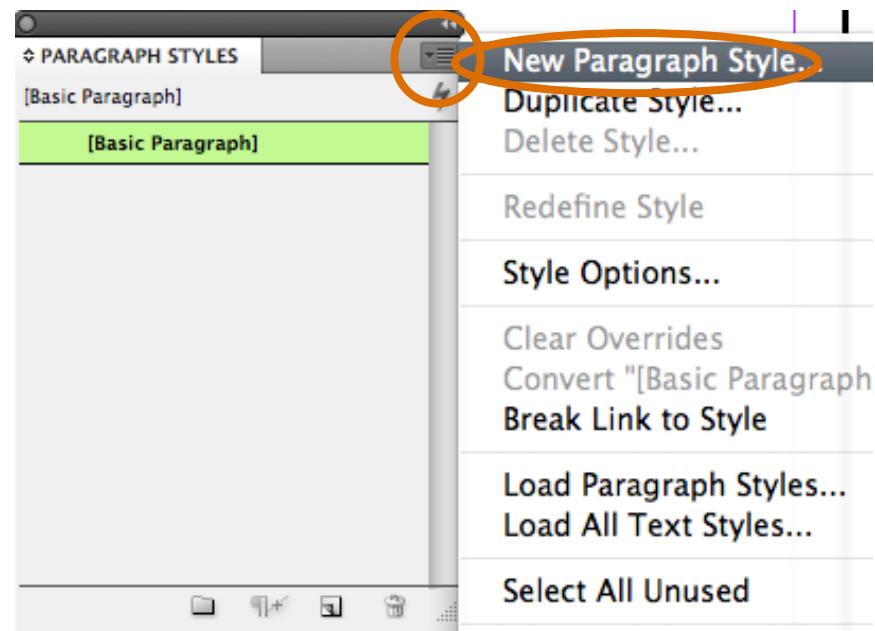 PARAGRAPH STYLES
[Basic Paragraph]
[Basic Paragraph]
New Paragraph Style...
Duplicate Style...
Delete Style...
Redefine Style
Style Options...
Clear Overrides
Convert "[Basic Paragraph]
Break Link to Style
Load Paragraph Styles...
Load All Text Styles...
Select All Unused